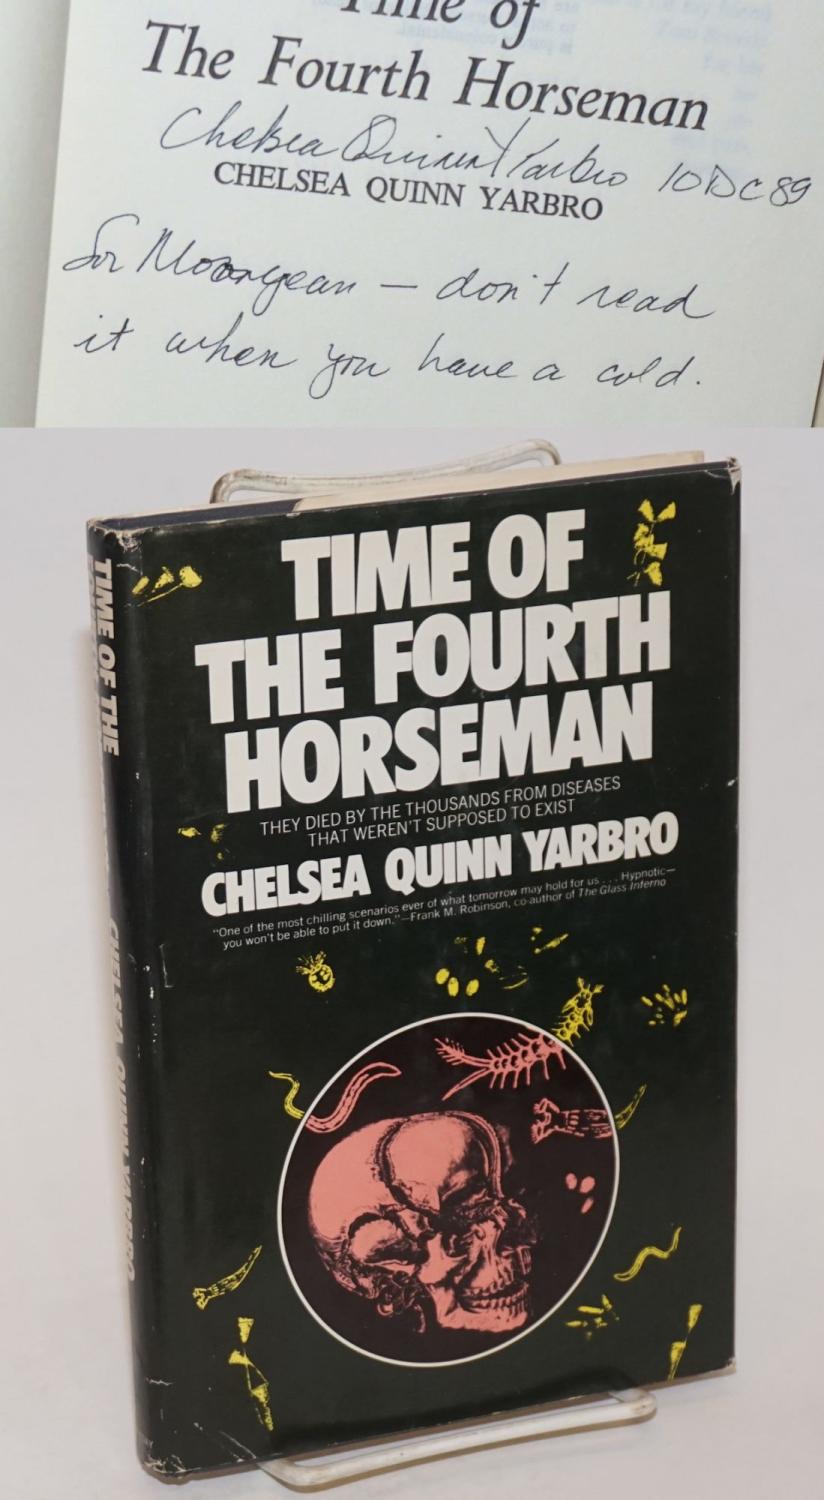 Time of
The Fourth Horseman
Chelsea Quinn Yarbro 10 Dc 89
CHELSEA QUINN YARBRO
for — don't read
it when you have a cold.
TIME OF
THE FOURTH
HORSEMAN
THEY DIED BY THE THOUSANDS FROM DISEASES
THAT WEREN'T SUPPOSED TO EXIST
CHELSEA QUINN YARBRO
"One of the most chilling scenarios ever of what tomorrow may hold for us . . . Hypnotic—
you won't be able to put it down."—Frank M. Robinson, co-author of The Glass Inferno
TIME OF THE
CHELSEA QUINN YARBRO